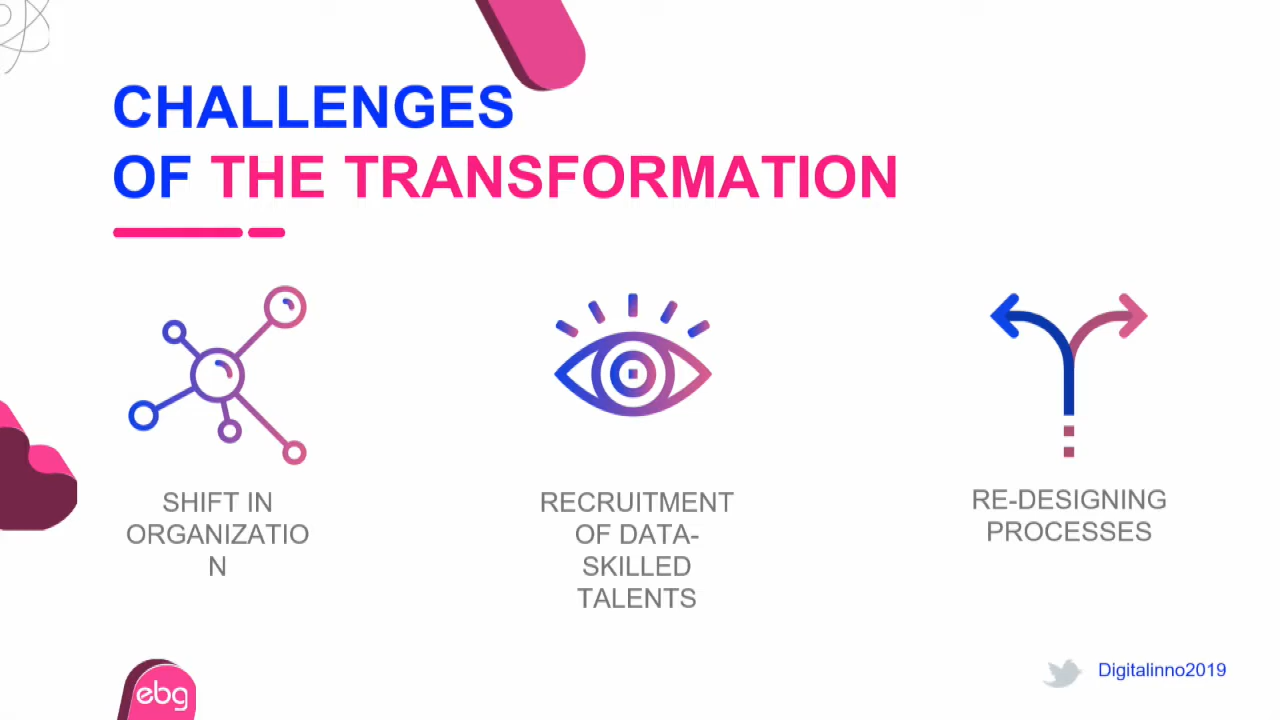 CHALLENGES
OF THE TRANSFORMATION
SHIFT IN
ORGANIZATIO
N
RECRUITMENT
OF DATA-
SKILLED
TALENTS
RE-DESIGNING
PROCESSES
ebg
Digitalinno2019